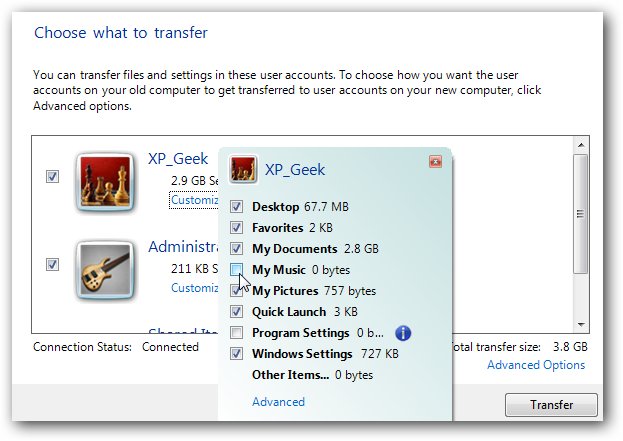 Choose what to transfer
You can transfer files and settings in these user accounts. To choose how you want the user
accounts on your old computer to get transferred to user accounts on your new computer, click
Advanced options.
XP_Geek
2.9 GB Se
Customiz
Administra
211 KB S
Customiz
XP_Geek
Desktop 67.7 MB
Favorites 2 KB
My Documents 2.8 GB
My Music 0 bytes
My Pictures 757 bytes
Quick Launch 3 KB
Program Settings 0 b...
Windows Settings 727 KB
Other Items... 0 bytes
Advanced
Connection Status: Connected
Total transfer size: 3.8 GB
Advanced Options
Transfer